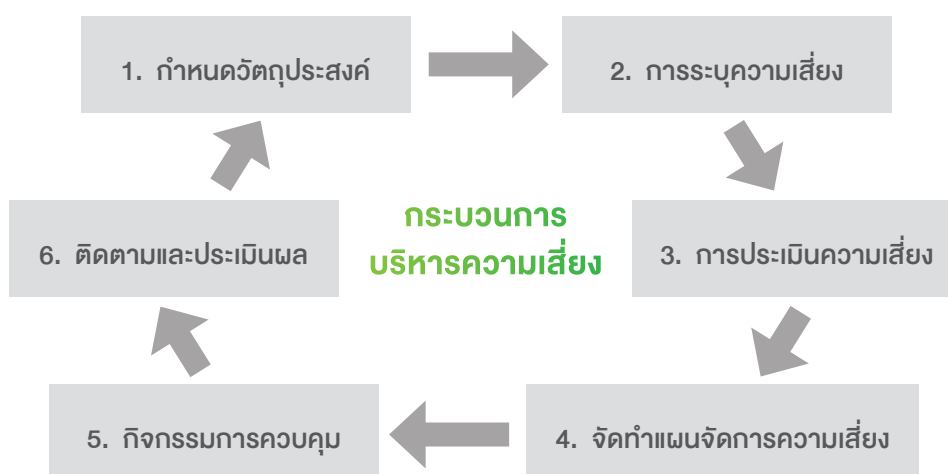 1. กำหนดวัตถุประสงค์
2. การระบุความเสี่ยง
กระบวนการ
บริหารความเสี่ยง
6. ติดตามและประเมินผล
3. การประเมินความเสี่ยง
5. กิจกรรมการควบคุม
4. จัดทำแผนจัดการความเสี่ยง